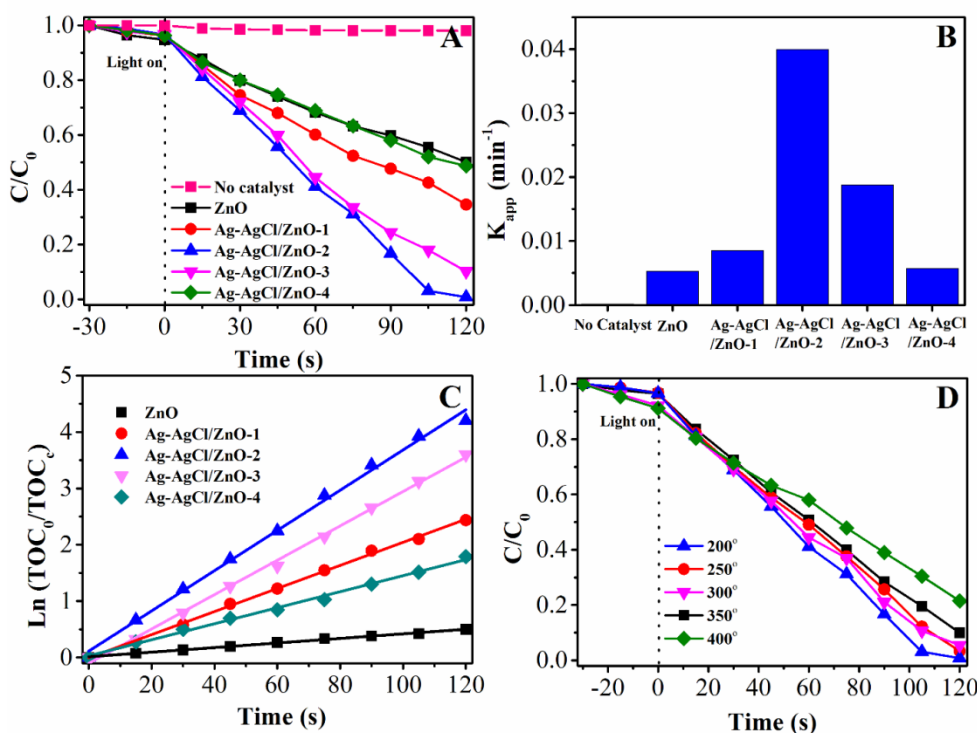 A
1.0
0.8
0.6
0.4
0.2
0.0
C/C0
Light on
No catalyst
ZnO
Ag-AgCl/ZnO-1
Ag-AgCl/ZnO-2
Ag-AgCl/ZnO-3
Ag-AgCl/ZnO-4
-30 0 30 60 90 120
Time (s)
B
0.04
0.03
0.02
0.01
0.00
Kapp (min-1)
No Catalyst ZnO Ag-AgCl Ag-AgCl Ag-AgCl Ag-AgCl
/ZnO-1 /ZnO-2 /ZnO-3 /ZnO-4
C
5
4
3
2
1
0
Ln (TOC0/TOCc)
ZnO
Ag-AgCl/ZnO-1
Ag-AgCl/ZnO-2
Ag-AgCl/ZnO-3
Ag-AgCl/ZnO-4
0 20 40 60 80 100 120
Time (s)
D
1.0
0.8
0.6
0.4
0.2
0.0
C/C0
Light on
200°
250°
300°
350°
400°
-20 0 20 40 60 80 100 120
Time (s)